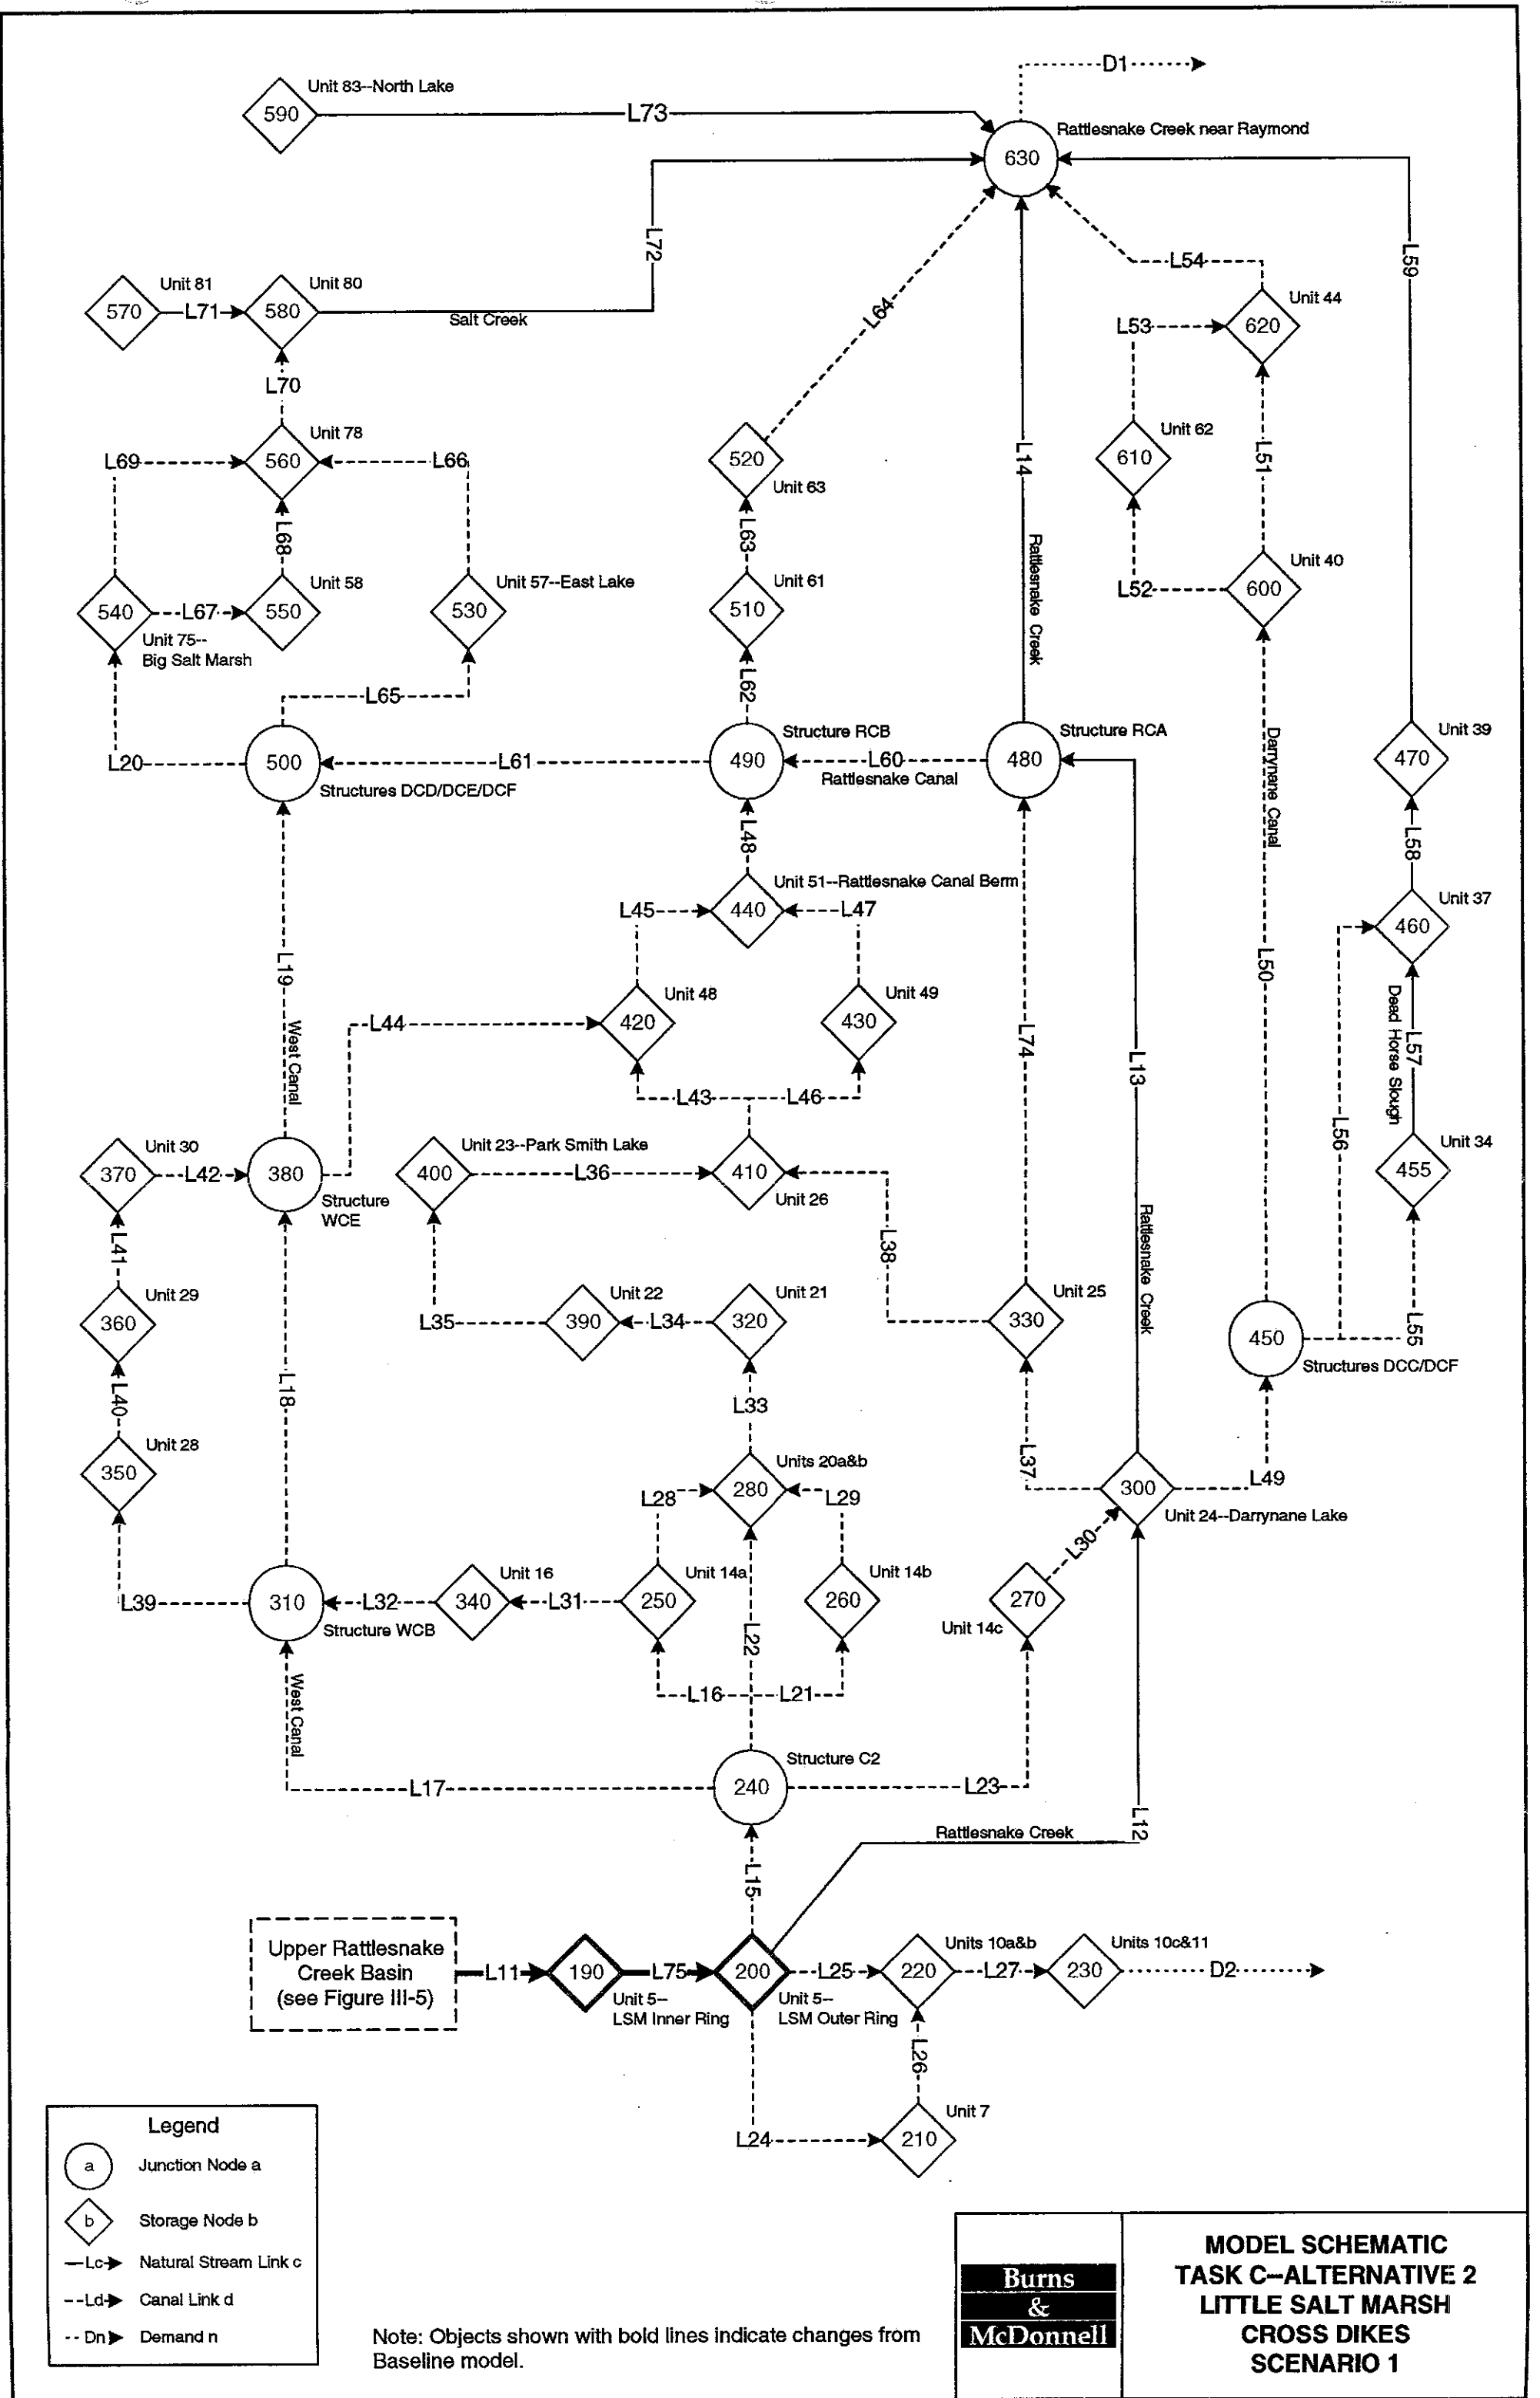 D1
Unit 83--North Lake
590
L73
Rattlesnake Creek near Raymond
630
L72
L59
L54
Unit 81
Unit 80
570
L71
580
Salt Creek
L64
Unit 44
L53
620
L70
L14
Unit 78
L69
560
L66
520
Unit 63
Unit 62
610
L51
L68
L63
Rattlesnake Creek
Unit 40
540
L67
550
Unit 58
530
Unit 57--East Lake
510
Unit 61
L52
600
Unit 75--
Big Salt Marsh
L65
L62
Structure RCB
Structure RCA
Darrynane Canal
Unit 39
L20
500
L61
490
L60
480
470
Structures DCD/DCE/DCF
Rattlesnake Canal
L48
L58
Unit 51--Rattlesnake Canal Berm
L45
440
L47
Unit 37
460
L19
L50
Unit 48
Unit 49
L44
420
430
West Canal
L74
L13
Dead Horse Slough
L57
L43
L46
L56
Unit 30
Unit 23--Park Smith Lake
Unit 34
370
L42
380
400
L36
410
455
Structure
WCE
Unit 26
L41
L38
Rattlesnake Creek
Unit 29
Unit 22
Unit 21
Unit 25
360
L35
390
L34
320
330
450
L55
Structures DCC/DCF
L40
L18
L33
Unit 28
350
Units 20a&b
L37
L28
280
L29
300
L49
Unit 24--Darrynane Lake
L30
Unit 16
Unit 14a
Unit 14b
L39
310
L32
340
L31
250
260
270
Structure WCB
Unit 14c
L22
L16
L21
West Canal
Structure C2
L17
240
L23
L12
Rattlesnake Creek
L15
Upper Rattlesnake
Creek Basin
(see Figure III-5)
L11
190
L75
200
L25
220
Units 10a&b
L27
230
Units 10c&11
D2
Unit 5--
LSM Inner Ring
Unit 5--
LSM Outer Ring
L26
Unit 7
L24
210
Legend
a
Junction Node a
b
Storage Node b
Lc
Natural Stream Link c
Ld
Canal Link d
Dn
Demand n
Note: Objects shown with bold lines indicate changes from
Baseline model.
Burns
&
McDonnell
MODEL SCHEMATIC
TASK C--ALTERNATIVE 2
LITTLE SALT MARSH
CROSS DIKES
SCENARIO 1